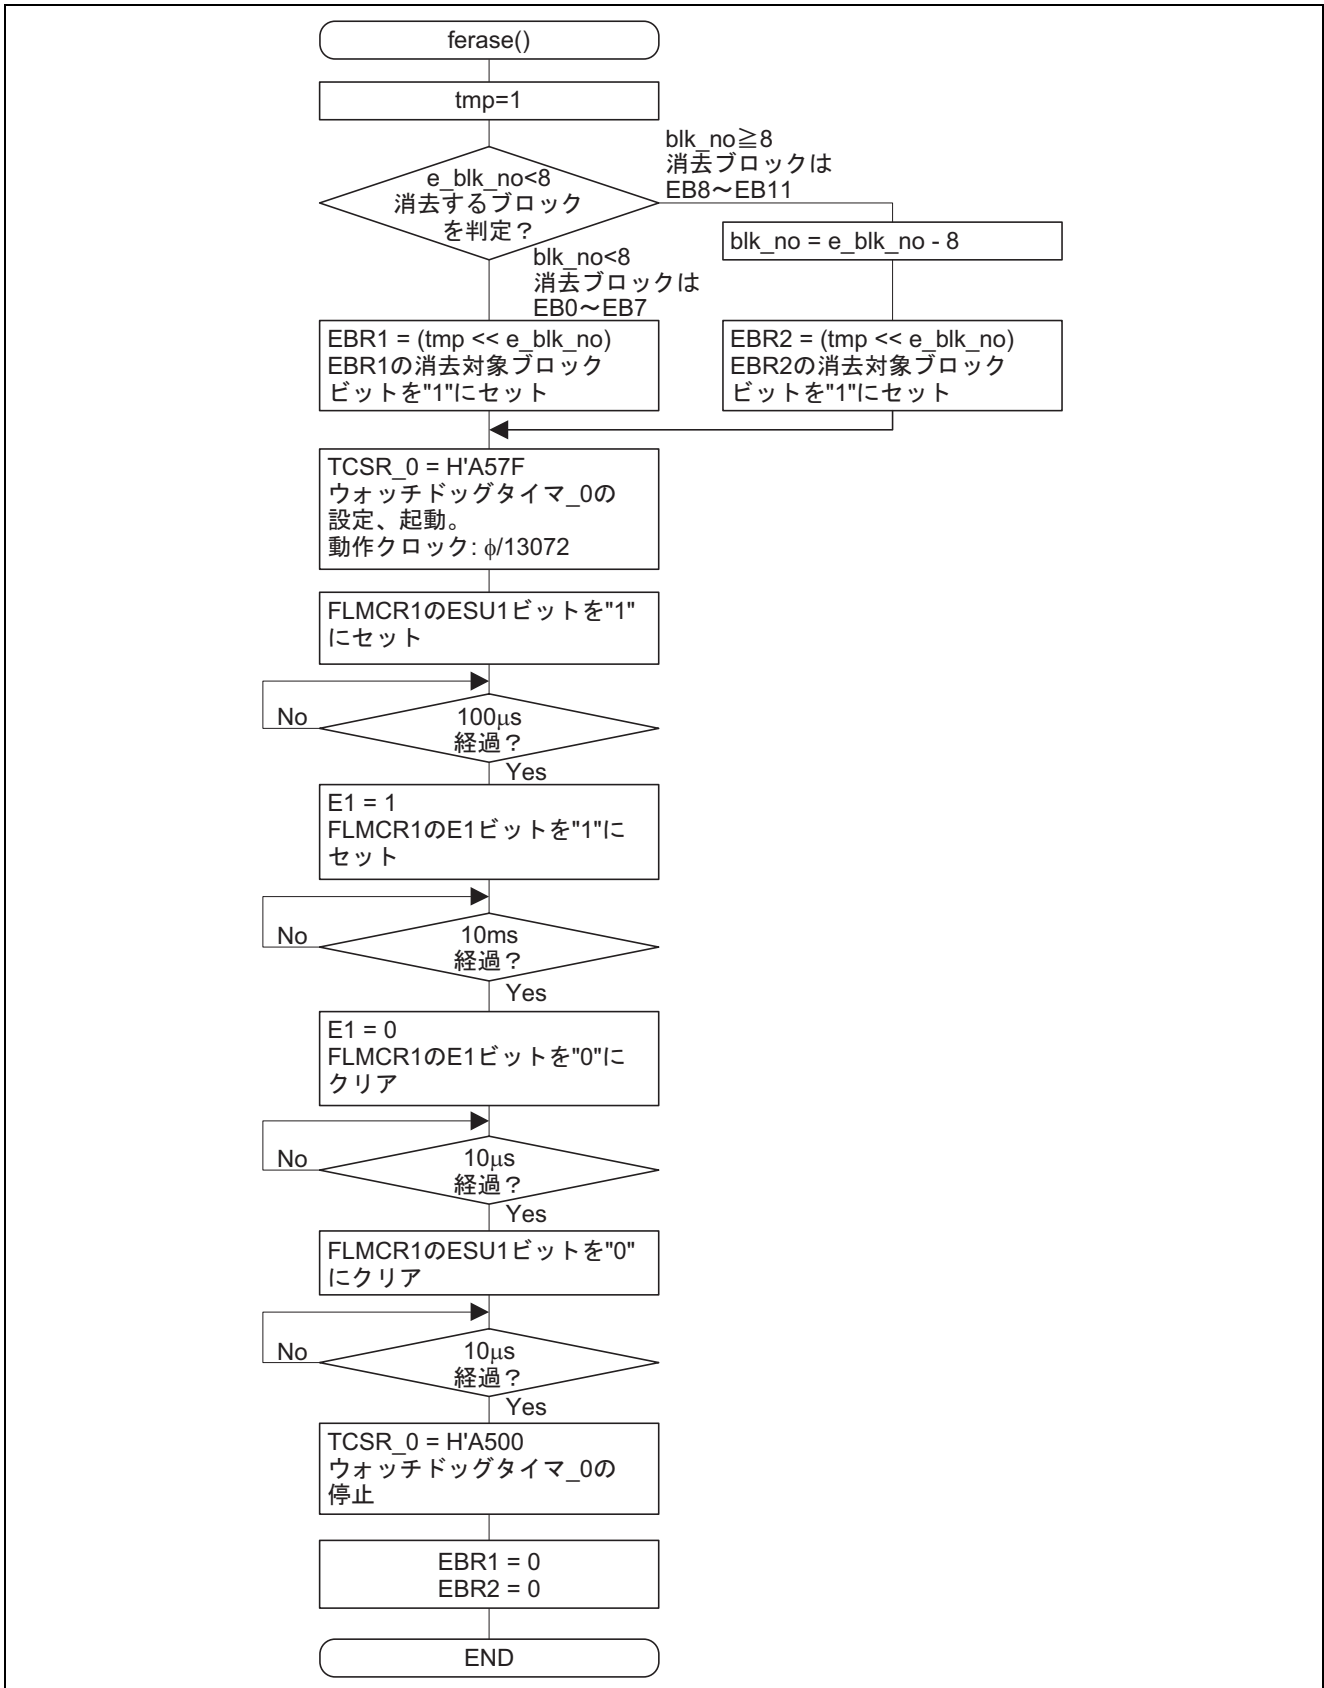 ferase()
tmp=1
e_blk_no<8
消去するブロック
を判定？
blk_no≧8
消去ブロックは
EB8～EB11
blk_no = e_blk_no - 8
blk_no<8
消去ブロックは
EB0～EB7
EBR1 = (tmp << e_blk_no)
EBR1の消去対象ブロック
ビットを"1"にセット
EBR2 = (tmp << e_blk_no)
EBR2の消去対象ブロック
ビットを"1"にセット
TCSR_0 = H'A57F
ウォッチドッグタイマ_0の
設定、起動。
動作クロック: φ/13072
FLMCR1のESU1ビットを"1"
にセット
No
100μs
経過？
Yes
E1 = 1
FLMCR1のE1ビットを"1"に
セット
No
10ms
経過？
Yes
E1 = 0
FLMCR1のE1ビットを"0"に
クリア
No
10μs
経過？
Yes
FLMCR1のESU1ビットを"0"
にクリア
No
10μs
経過？
Yes
TCSR_0 = H'A500
ウォッチドッグタイマ_0の
停止
EBR1 = 0
EBR2 = 0
END